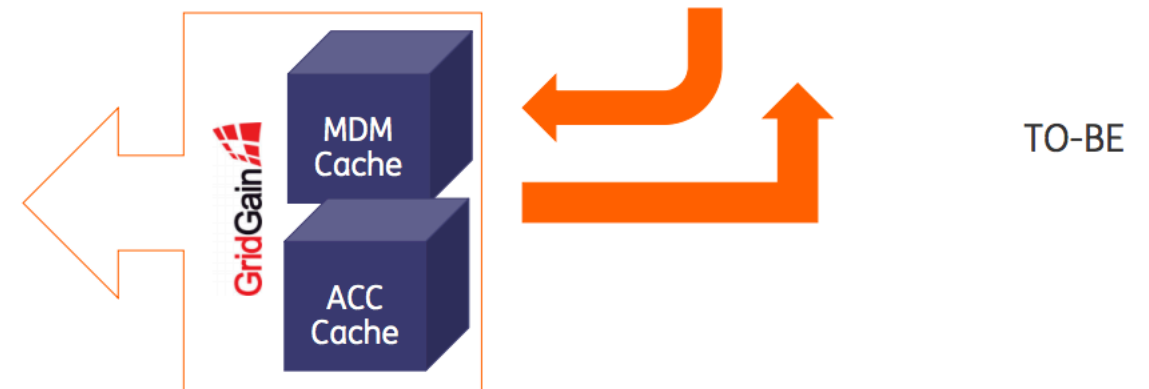 MDM
Cache
GridGain
ACC
Cache
TO-BE